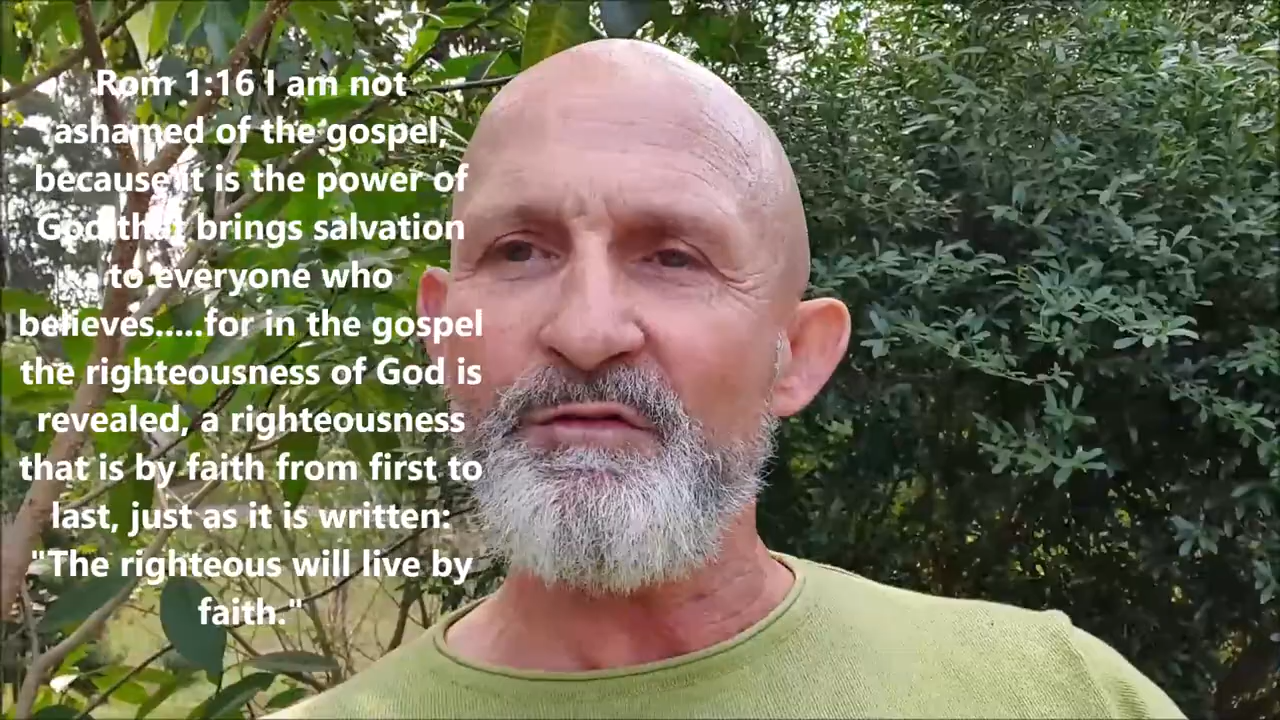 Rom 1:16 I am not
ashamed of the gospel,
because it is the power of
God that brings salvation
to everyone who
believes.....for in the gospel
the righteousness of God is
revealed, a righteousness
that is by faith from first to
last, just as it is written:
"The righteous will live by
faith."